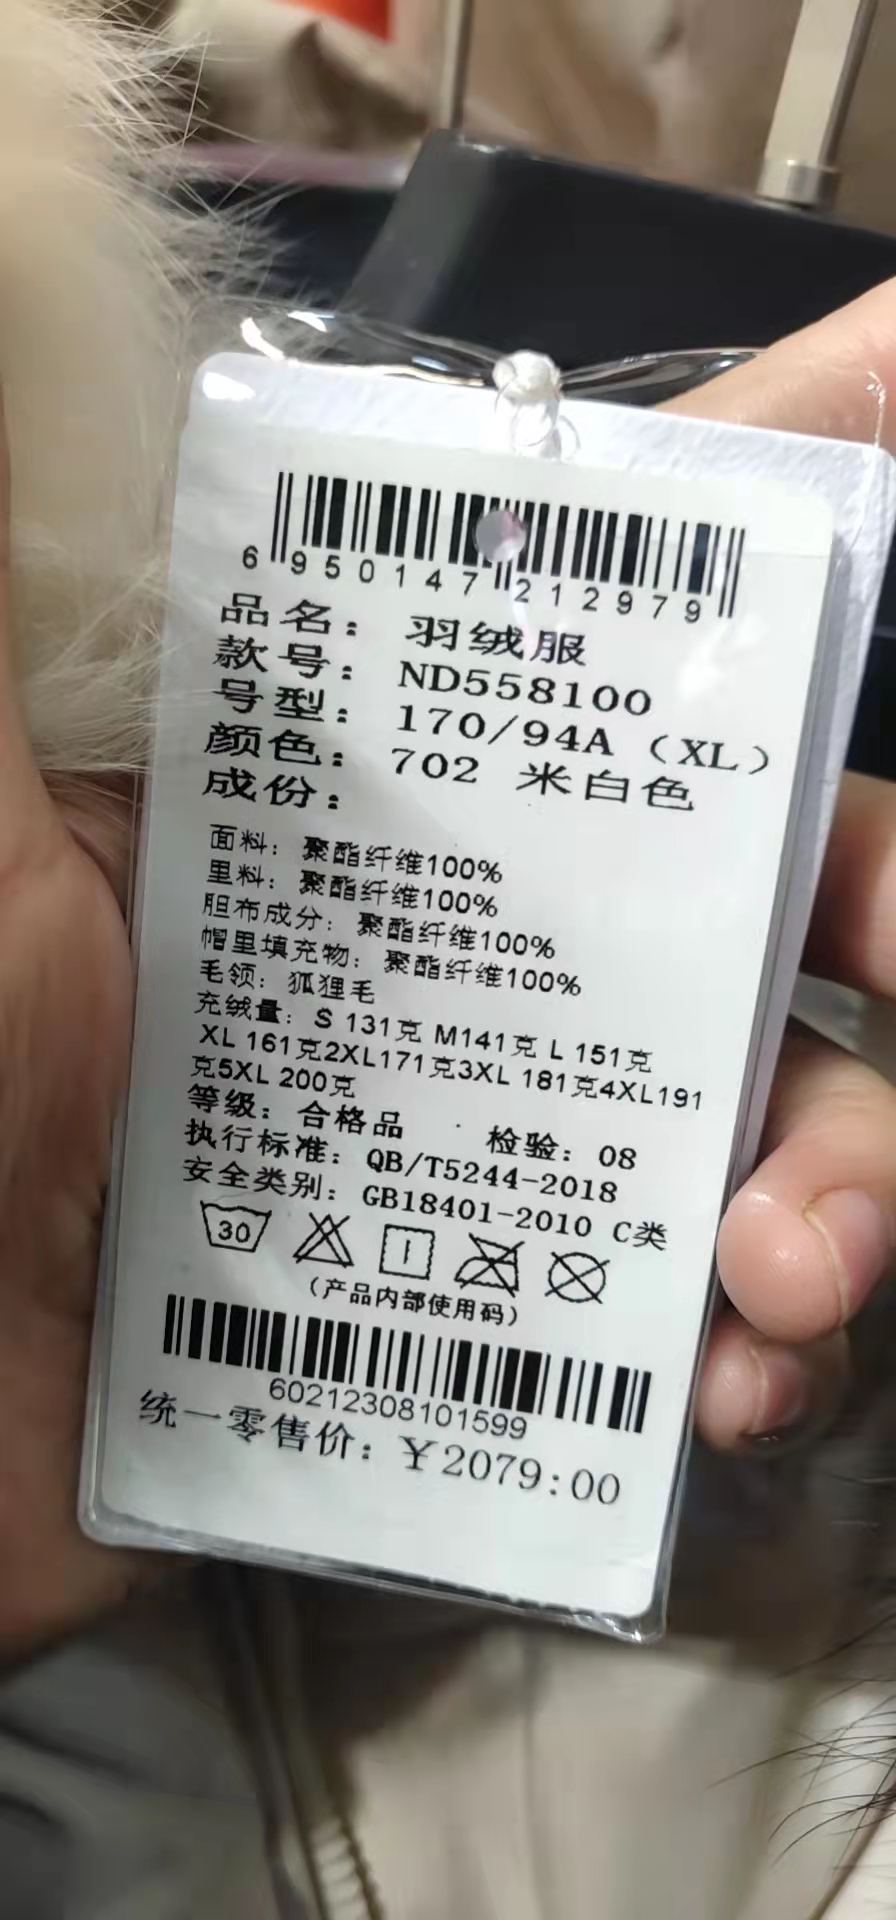 6 950147 212979
品名： 羽绒服
款号： ND558100
号型： 170/94A（XL）
颜色： 702 米白色
成份：
面料：聚酯纤维100%
里料：聚酯纤维100%
胆布成分：聚酯纤维100%
帽里填充物：聚酯纤维100%
毛领：狐狸毛
充绒量：S 131克 M141克 L 151克
XL 161克2XL171克3XL 181克4XL191
克5XL 200克
等级：合格品 检验：08
执行标准：QB/T5244-2018
安全类别：GB18401-2010 C类
30
（产品内部使用码）
60212308101599
统一零售价：￥2079:00